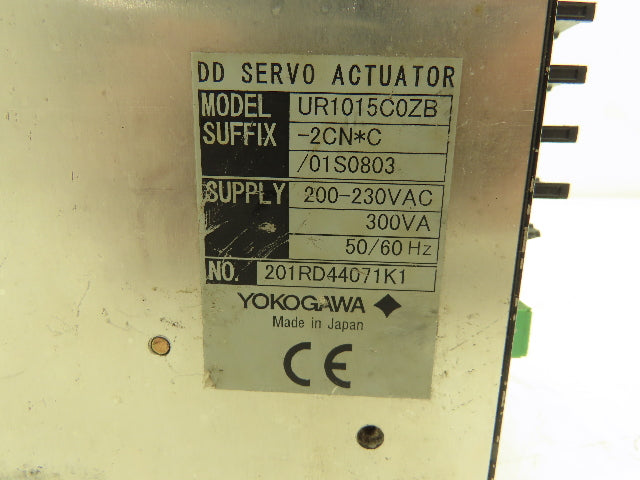 DD SERVO ACTUATOR
MODEL UR1015C0ZB
SUFFIX -2CN*C
/01S0803
SUPPLY 200-230VAC
300VA
50/60 Hz
NO. 201RD44071K1
YOKOGAWA
Made in Japan
CE